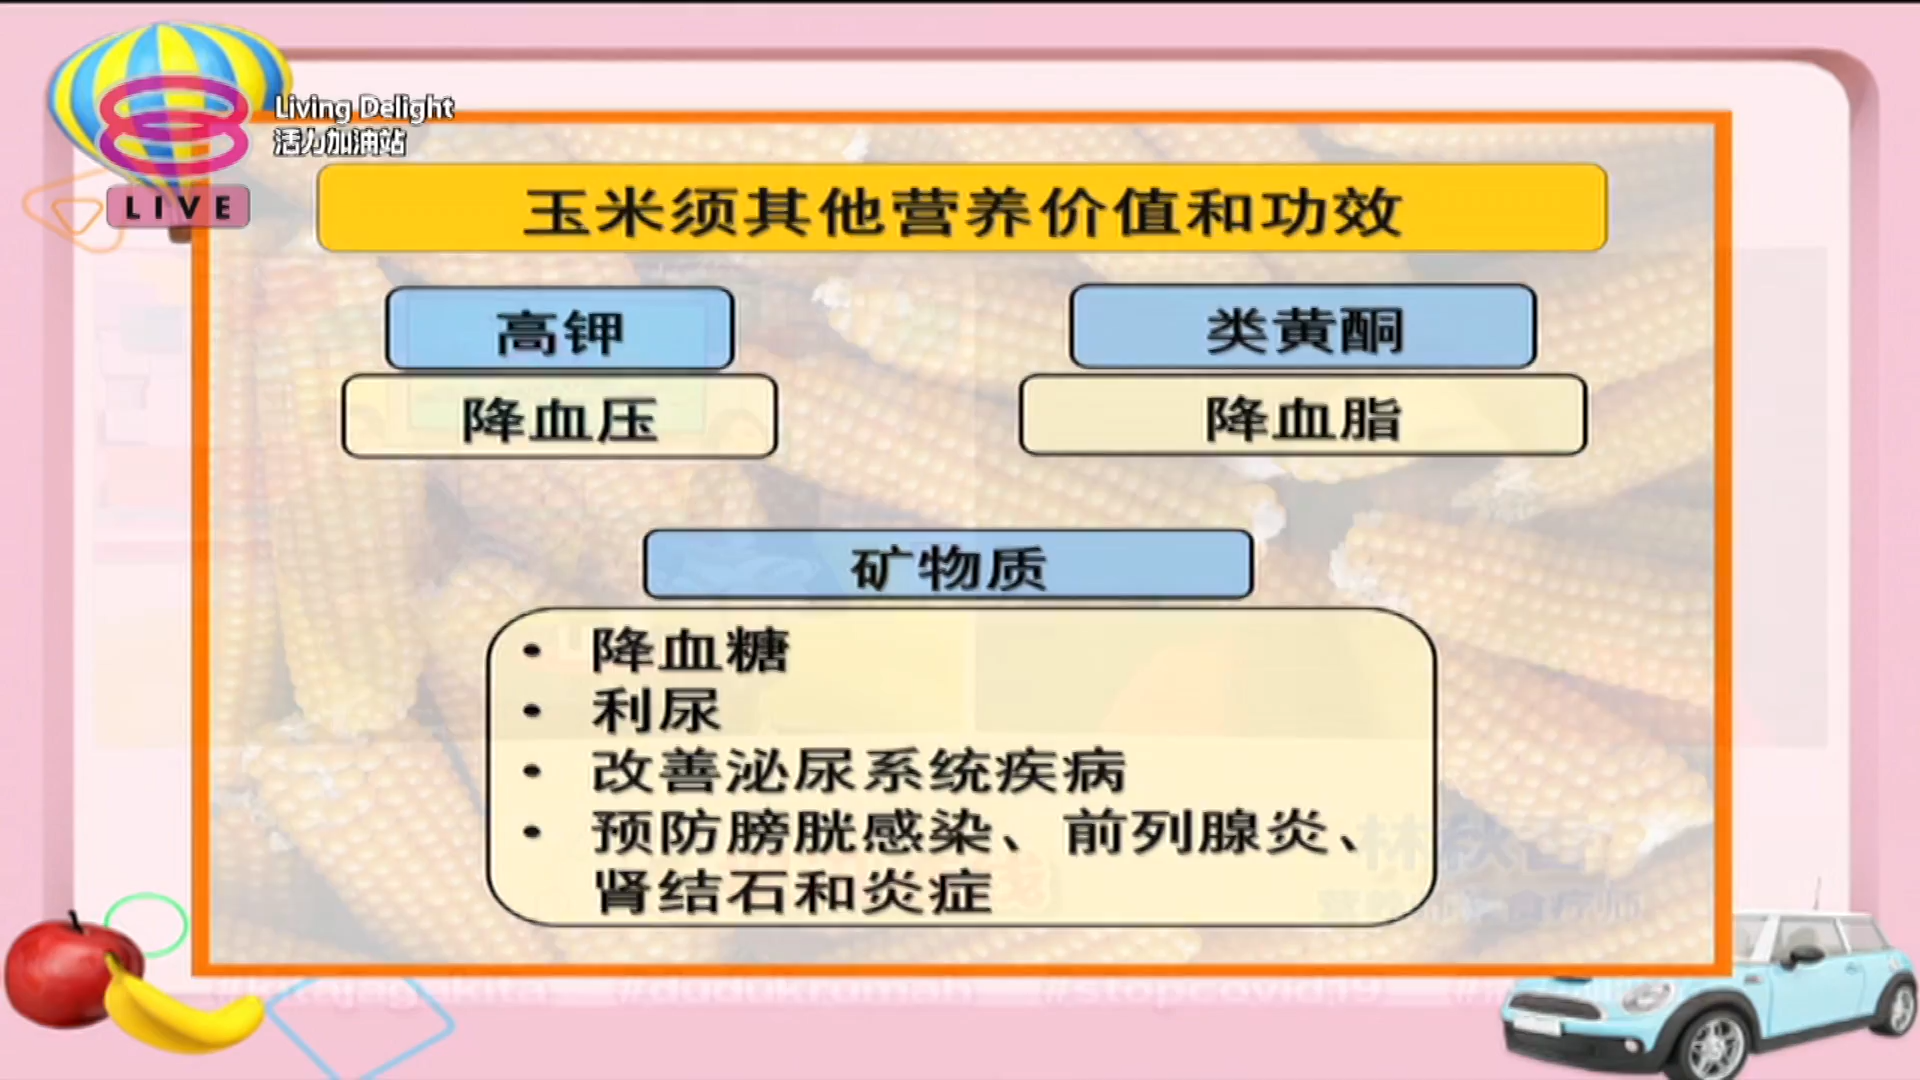 Living Delight
活力加油站
LIVE
玉米须其他营养价值和功效
高钾
类黄酮
降血压
降血脂
矿物质
• 降血糖
• 利尿
• 改善泌尿系统疾病
• 预防膀胱感染、前列腺炎、
肾结石和炎症
#kitajagakita #dudukrumah #stopcovid19